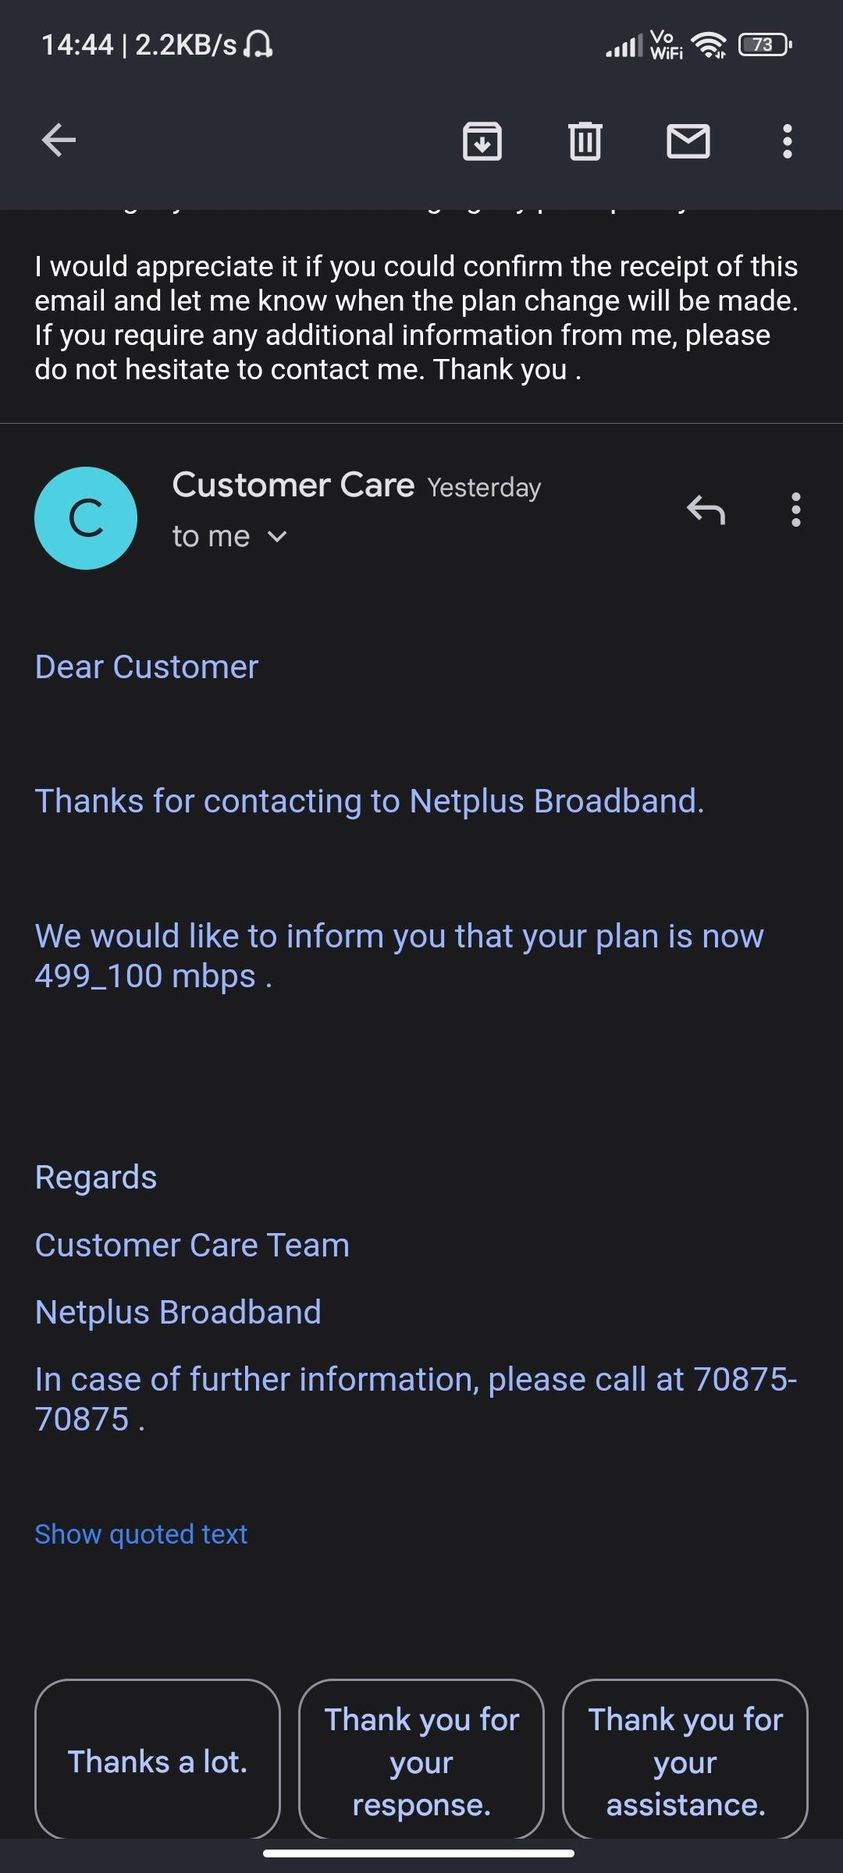 14:44 | 2.2KB/s
Vo
WiFi
73
I would appreciate it if you could confirm the receipt of this
email and let me know when the plan change will be made.
If you require any additional information from me, please
do not hesitate to contact me. Thank you .
C
Customer Care Yesterday
to me
Dear Customer
Thanks for contacting to Netplus Broadband.
We would like to inform you that your plan is now
499_100 mbps .
Regards
Customer Care Team
Netplus Broadband
In case of further information, please call at 70875-
70875 .
Show quoted text
Thanks a lot.
Thank you for
your
response.
Thank you for
your
assistance.